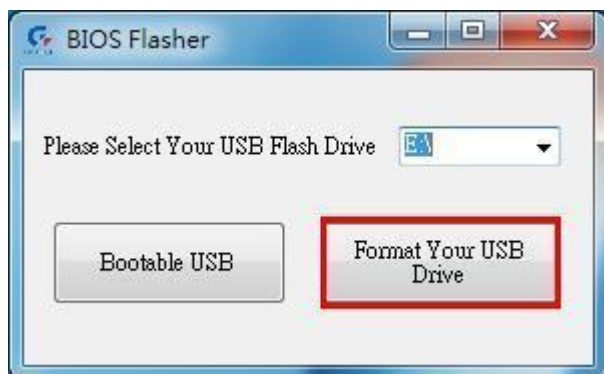 BIOS Flasher
Please Select Your USB Flash Drive E:\
Bootable USB
Format Your USB
Drive